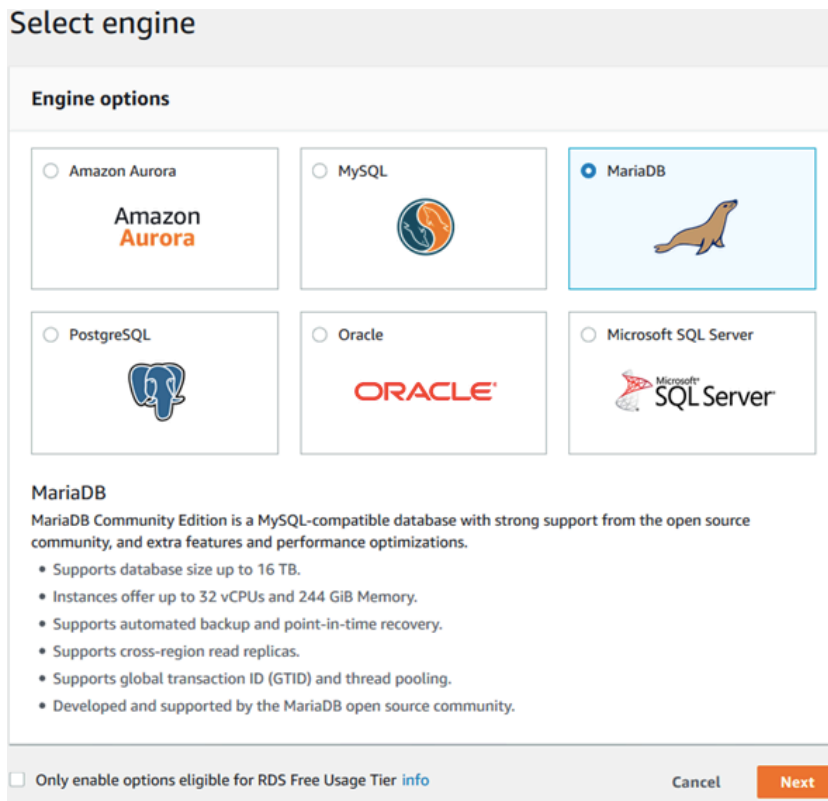 Select engine
Engine options
Amazon Aurora
Amazon
Aurora
MySQL
MariaDB
PostgreSQL
Oracle
ORACLE®
Microsoft SQL Server
Microsoft®
SQL Server®
MariaDB
MariaDB Community Edition is a MySQL-compatible database with strong support from the open source
community, and extra features and performance optimizations.
• Supports database size up to 16 TB.
• Instances offer up to 32 vCPUs and 244 GiB Memory.
• Supports automated backup and point-in-time recovery.
• Supports cross-region read replicas.
• Supports global transaction ID (GTID) and thread pooling.
• Developed and supported by the MariaDB open source community.
Only enable options eligible for RDS Free Usage Tier info
Cancel
Next